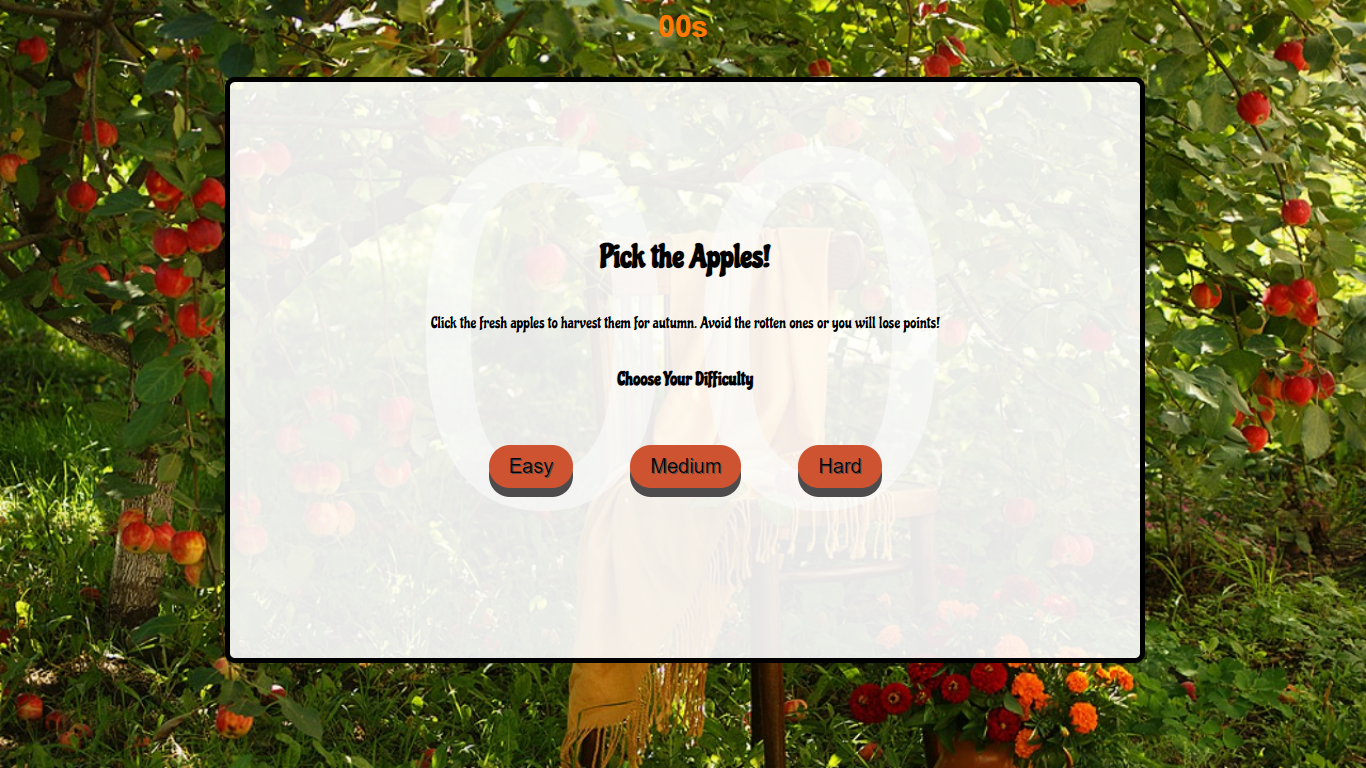 00s
00
Pick the Apples!
Click the fresh apples to harvest them for autumn. Avoid the rotten ones or you will lose points!
Choose Your Difficulty
Easy Medium Hard